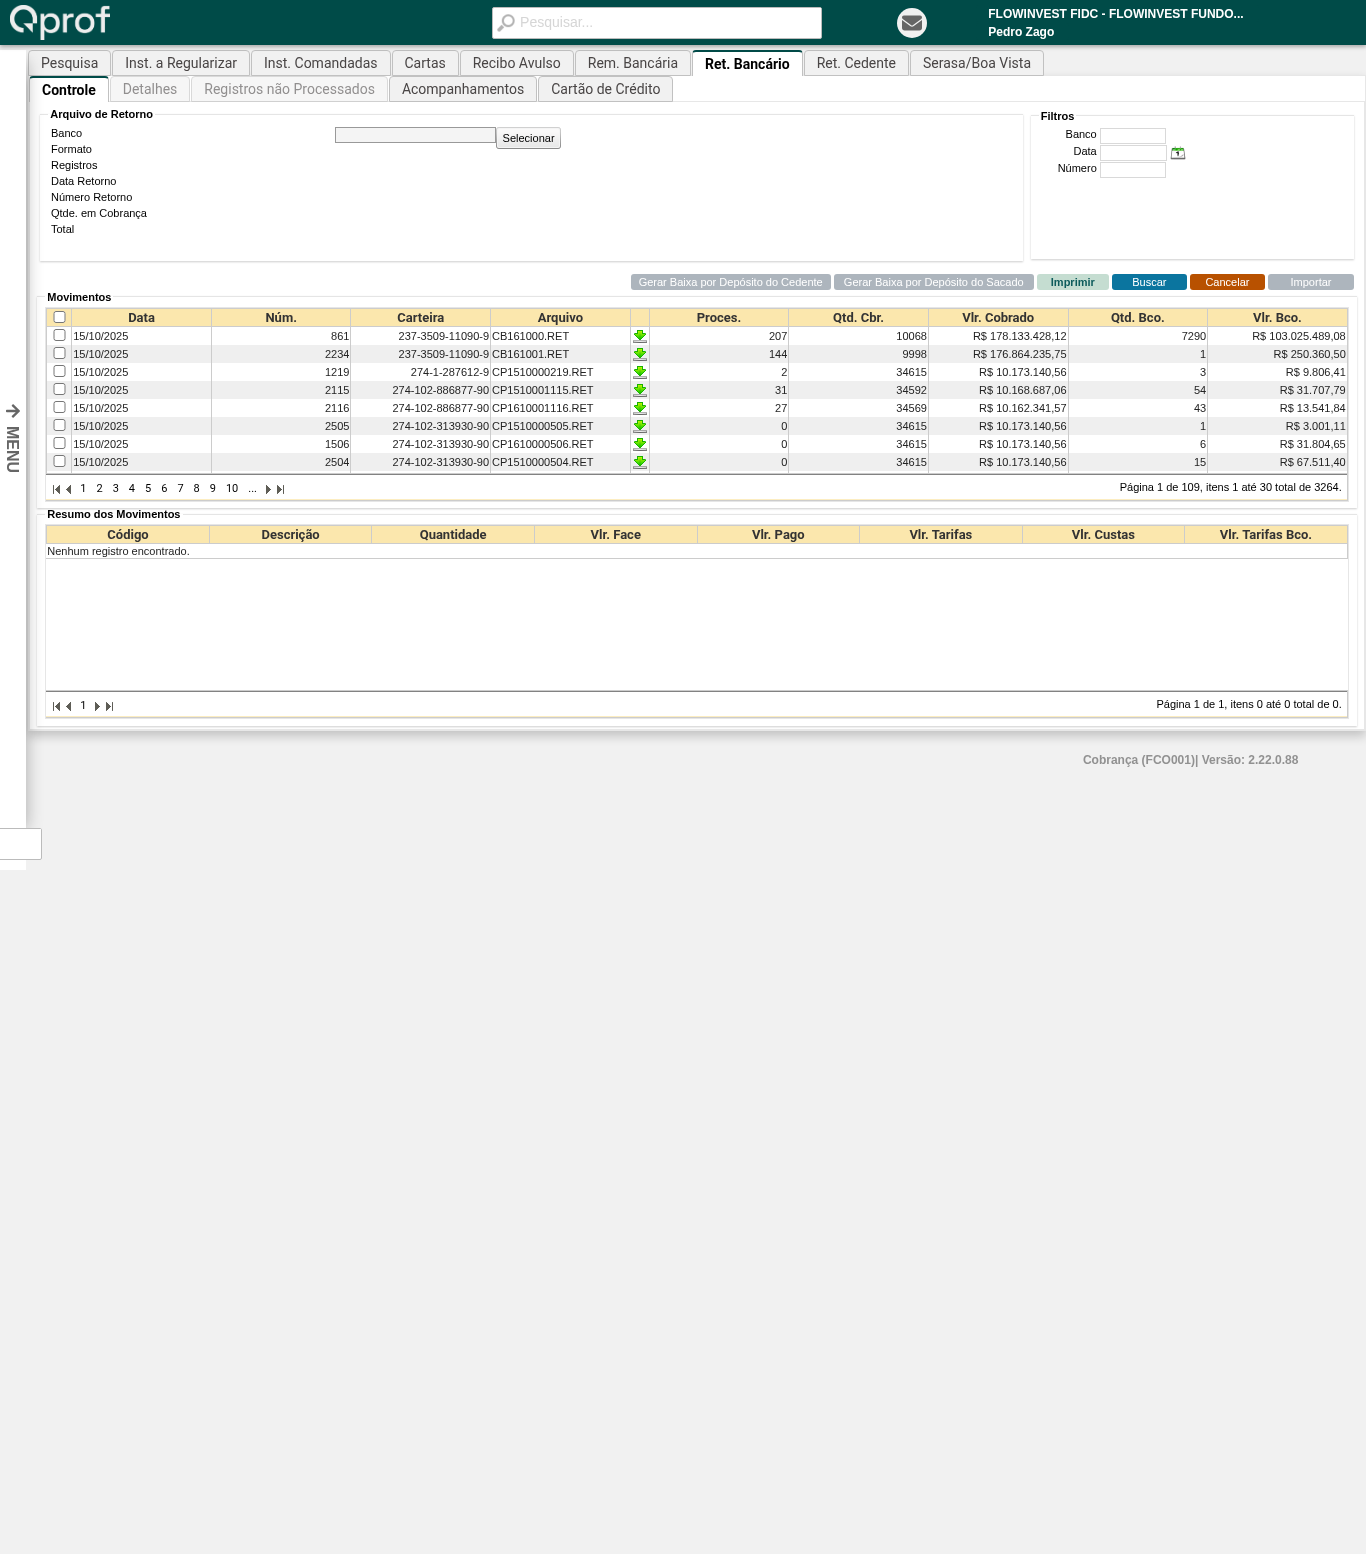 Qprof
Pesquisar...
FLOWINVEST FIDC - FLOWINVEST FUNDO...
Pedro Zago
Pesquisa Inst. a Regularizar Inst. Comandadas Cartas Recibo Avulso Rem. Bancária Ret. Bancário Ret. Cedente Serasa/Boa Vista
Controle Detalhes Registros não Processados Acompanhamentos Cartão de Crédito
Arquivo de Retorno
Banco
Selecionar
Formato
Registros
Data Retorno
Número Retorno
Qtde. em Cobrança
Total
Filtros
Banco
Data
Número
Gerar Baixa por Depósito do Cedente Gerar Baixa por Depósito do Sacado Imprimir Buscar Cancelar Importar
Movimentos
Data Núm. Carteira Arquivo Proces. Qtd. Cbr. Vlr. Cobrado Qtd. Bco. Vlr. Bco.
15/10/2025 861 237-3509-11090-9 CB161000.RET 207 10068 R$ 178.133.428,12 7290 R$ 103.025.489,08
15/10/2025 2234 237-3509-11090-9 CB161001.RET 144 9998 R$ 176.864.235,75 1 R$ 250.360,50
15/10/2025 1219 274-1-287612-9 CP1510000219.RET 2 34615 R$ 10.173.140,56 3 R$ 9.806,41
15/10/2025 2115 274-102-886877-90 CP1510001115.RET 31 34592 R$ 10.168.687,06 54 R$ 31.707,79
15/10/2025 2116 274-102-886877-90 CP1610001116.RET 27 34569 R$ 10.162.341,57 43 R$ 13.541,84
15/10/2025 2505 274-102-313930-90 CP1510000505.RET 0 34615 R$ 10.173.140,56 1 R$ 3.001,11
15/10/2025 1506 274-102-313930-90 CP1610000506.RET 0 34615 R$ 10.173.140,56 6 R$ 31.804,65
15/10/2025 2504 274-102-313930-90 CP1510000504.RET 0 34615 R$ 10.173.140,56 15 R$ 67.511,40
1 2 3 4 5 6 7 8 9 10 ... Página 1 de 109, itens 1 até 30 total de 3264.
Resumo dos Movimentos
Código Descrição Quantidade Vlr. Face Vlr. Pago Vlr. Tarifas Vlr. Custas Vlr. Tarifas Bco.
Nenhum registro encontrado.
1 Página 1 de 1, itens 0 até 0 total de 0.
MENU
Cobrança (FCO001)| Versão: 2.22.0.88